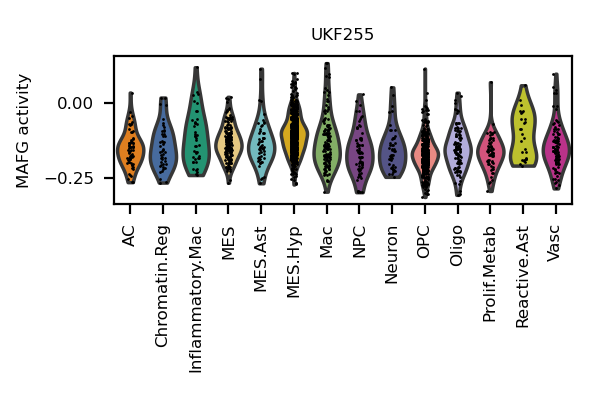 UKF255
MAFG activity
0.00
−0.25
AC
Chromatin.Reg
Inflammatory.Mac
MES
MES.Ast
MES.Hyp
Mac
NPC
Neuron
OPC
Oligo
Prolif.Metab
Reactive.Ast
Vasc